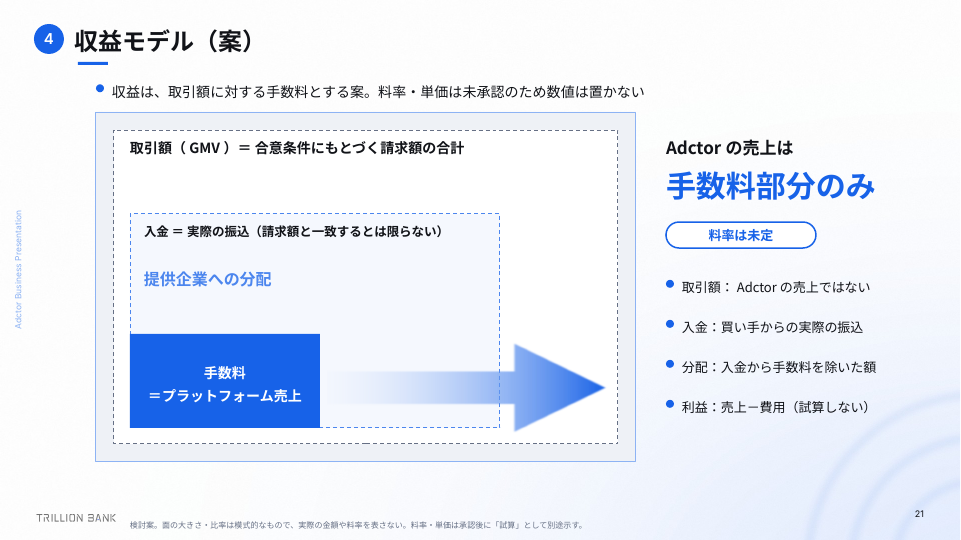 4 収益モデル（案）
収益は、取引額に対する手数料とする案。料率・単価は未承認のため数値は置かない
取引額（ GMV ）＝ 合意条件にもとづく請求額の合計
入金 ＝ 実際の振込（請求額と一致するとは限らない）
提供企業への分配
手数料
＝プラットフォーム売上
Adctor の売上は
手数料部分のみ
料率は未定
取引額： Adctor の売上ではない
入金：買い手からの実際の振込
分配：入金から手数料を除いた額
利益：売上－費用（試算しない）
Adctor Business Presentation
TRILLION BANK
検討案。面の大きさ・比率は模式的なもので、実際の金額や料率を表さない。料率・単価は承認後に「試算」として別途示す。
21